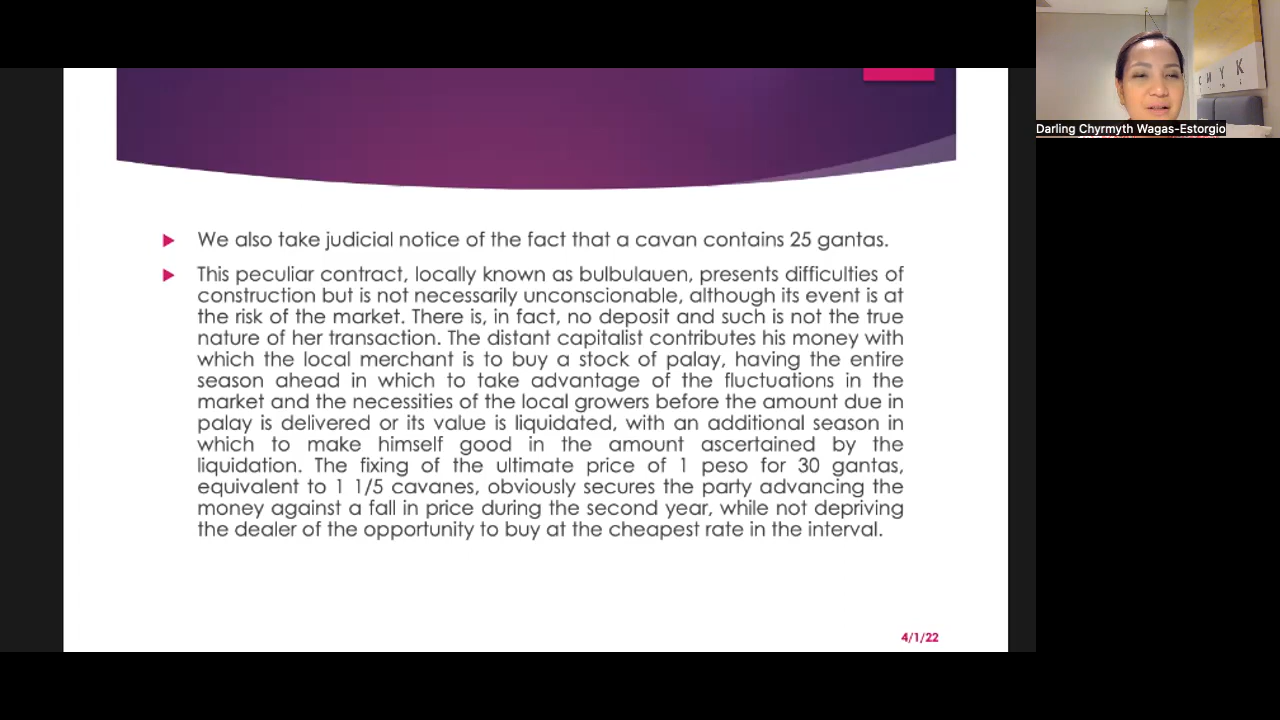 We also take judicial notice of the fact that a cavan contains 25 gantas.
This peculiar contract, locally known as bulbulauen, presents difficulties of
construction but is not necessarily unconscionable, although its event is at
the risk of the market. There is, in fact, no deposit and such is not the true
nature of her transaction. The distant capitalist contributes his money with
which the local merchant is to buy a stock of palay, having the entire
season ahead in which to take advantage of the fluctuations in the
market and the necessities of the local growers before the amount due in
palay is delivered or its value is liquidated, with an additional season in
which to make himself good in the amount ascertained by the
liquidation. The fixing of the ultimate price of 1 peso for 30 gantas,
equivalent to 1 1/5 cavanes, obviously secures the party advancing the
money against a fall in price during the second year, while not depriving
the dealer of the opportunity to buy at the cheapest rate in the interval.
4/1/22
CHYK
Darling Chyrmyth Wagas-Estorgio